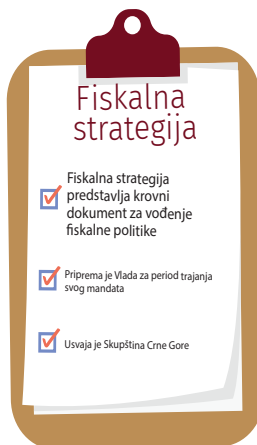 Fiskalna
strategija
Fiskalna strategija
predstavlja krovni
dokument za vođenje
fiskalne politike
Priprema je Vlada za period trajanja
svog mandata
Usvaja je Skupština Crne Gore